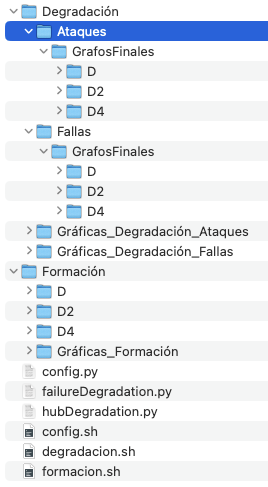 Degradación
Ataques
GrafosFinales
D
D2
D4
Fallas
GrafosFinales
D
D2
D4
Gráficas_Degradación_Ataques
Gráficas_Degradación_Fallas
Formación
D
D2
D4
Gráficas_Formación
config.py
failureDegradation.py
hubDegradation.py
config.sh
degradacion.sh
formacion.sh